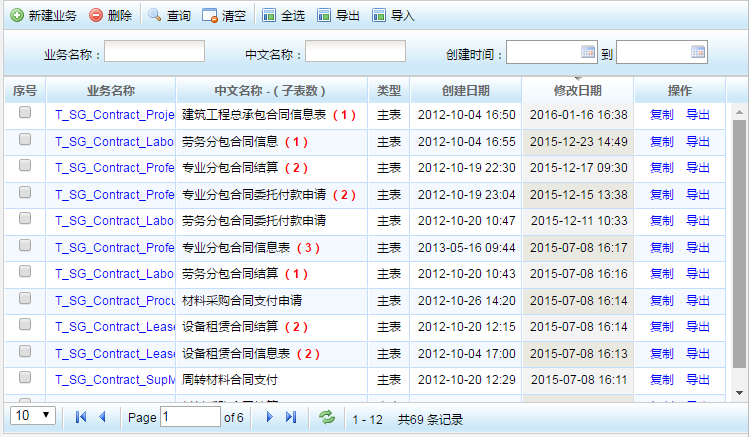 新建业务 删除 查询 清空 全选 导出 导入
业务名称： 中文名称： 创建时间： 到
序号 业务名称 中文名称 - ( 子表数 ) 类型 创建日期 修改日期 操作
T_SG_Contract_Proje 建筑工程总承包合同信息表 ( 1 ) 主表 2012-10-04 16:50 2016-01-16 16:38 复制 导出
T_SG_Contract_Labo 劳务分包合同信息 ( 1 ) 主表 2012-10-04 16:55 2015-12-23 14:49 复制 导出
T_SG_Contract_Profe 专业分包合同结算 ( 2 ) 主表 2012-10-19 22:30 2015-12-17 09:30 复制 导出
T_SG_Contract_Profe 专业分包合同委托付款申请 ( 2 ) 主表 2012-10-19 23:04 2015-12-15 13:38 复制 导出
T_SG_Contract_Labo 劳务分包合同委托付款申请 主表 2012-10-20 10:47 2015-12-11 10:33 复制 导出
T_SG_Contract_Profe 专业分包合同信息表 ( 3 ) 主表 2013-05-16 09:44 2015-07-08 16:17 复制 导出
T_SG_Contract_Labo 劳务分包合同结算 ( 1 ) 主表 2012-10-20 10:43 2015-07-08 16:16 复制 导出
T_SG_Contract_Procu 材料采购合同支付申请 主表 2012-10-26 14:20 2015-07-08 16:14 复制 导出
T_SG_Contract_Lease 设备租赁合同结算 ( 2 ) 主表 2012-10-20 12:15 2015-07-08 16:14 复制 导出
T_SG_Contract_Lease 设备租赁合同信息表 ( 2 ) 主表 2012-10-04 17:00 2015-07-08 16:13 复制 导出
T_SG_Contract_SupM 周转材料合同支付 主表 2012-10-20 12:29 2015-07-08 16:11 复制 导出
10 Page 1 of 6 1 - 12 共69 条记录